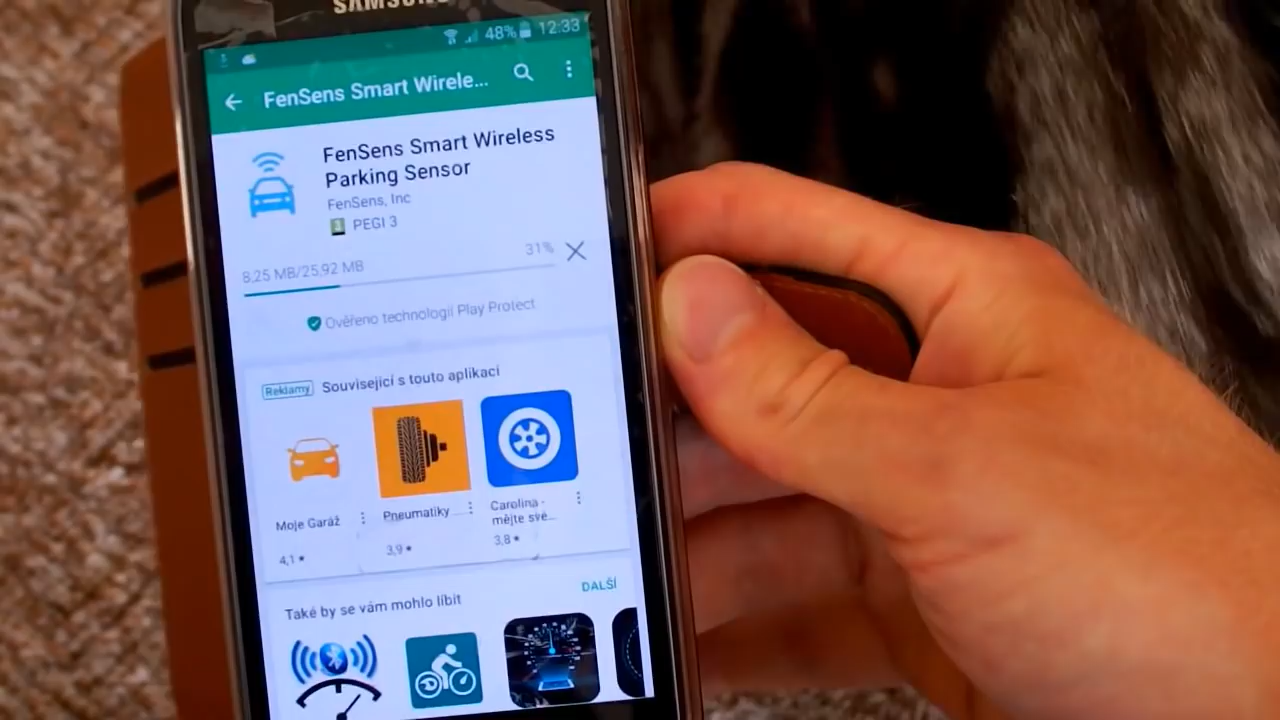 SAMSUNG
48% 12:33
FenSens Smart Wirele...
FenSens Smart Wireless
Parking Sensor
FenSens, Inc
PEGI 3
8,25 MB/25,92 MB
31%
Ověřeno technologií Play Protect
Reklamy Související s touto aplikací
Moje Garáž
4,1
Pneumatiky ...
3,9
Carolina -
mějte své...
3,8
Také by se vám mohlo líbit
DALŠÍ